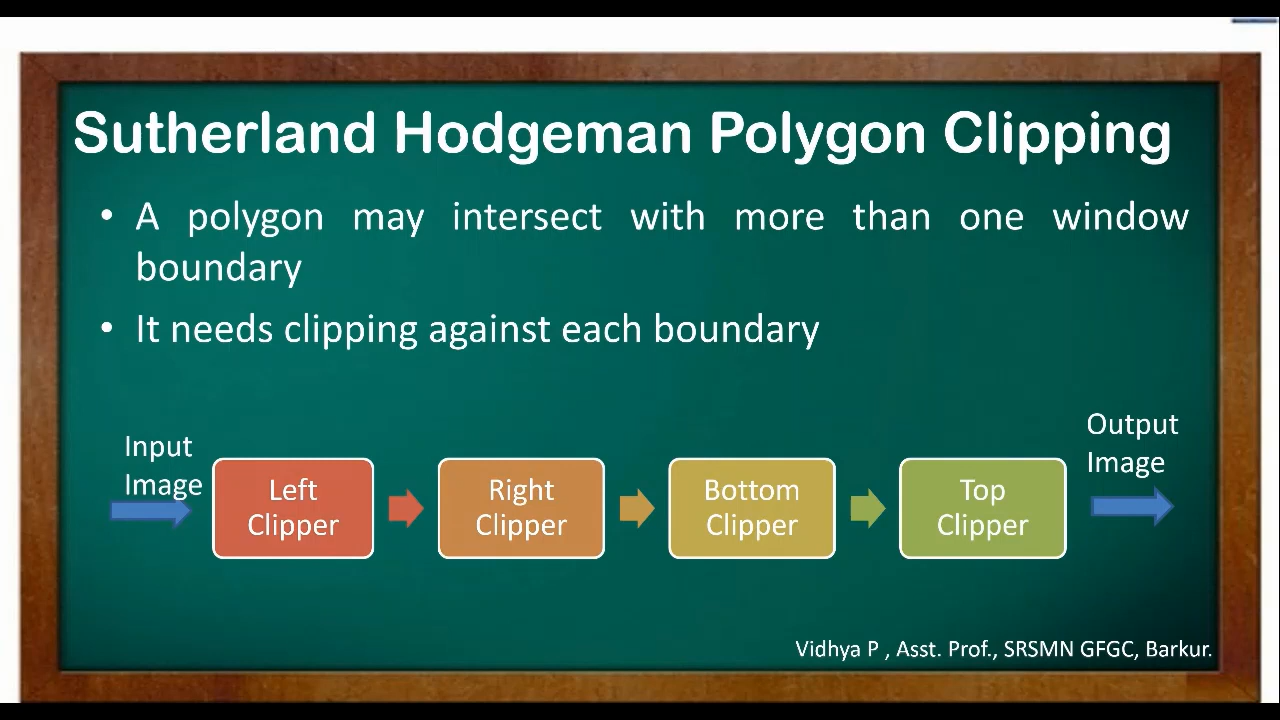 Sutherland Hodgeman Polygon Clipping
• A polygon may intersect with more than one window
boundary
• It needs clipping against each boundary
Input
Image
Left
Clipper
Right
Clipper
Bottom
Clipper
Top
Clipper
Output
Image
Vidhya P , Asst. Prof., SRSMN GFGC, Barkur.